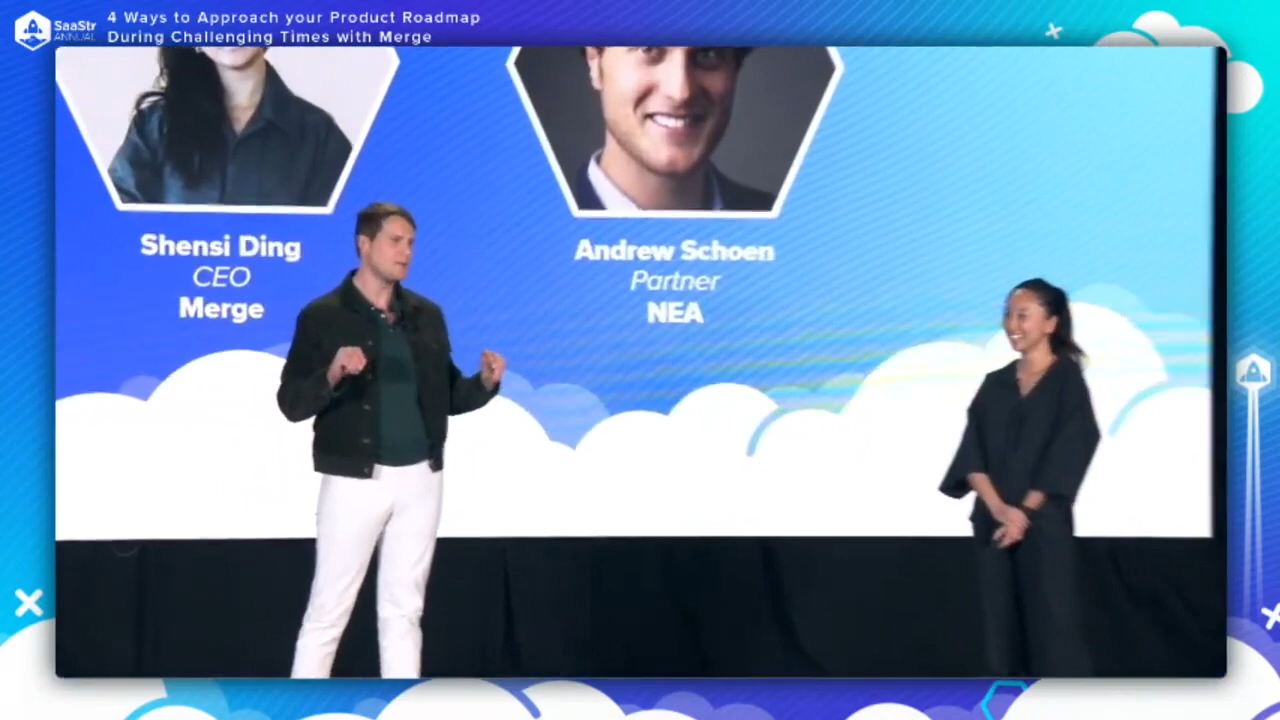 SaaStr
ANNUAL
4 Ways to Approach your Product Roadmap
During Challenging Times with Merge
Shensi Ding
CEO
Merge
Andrew Schoen
Partner
NEA